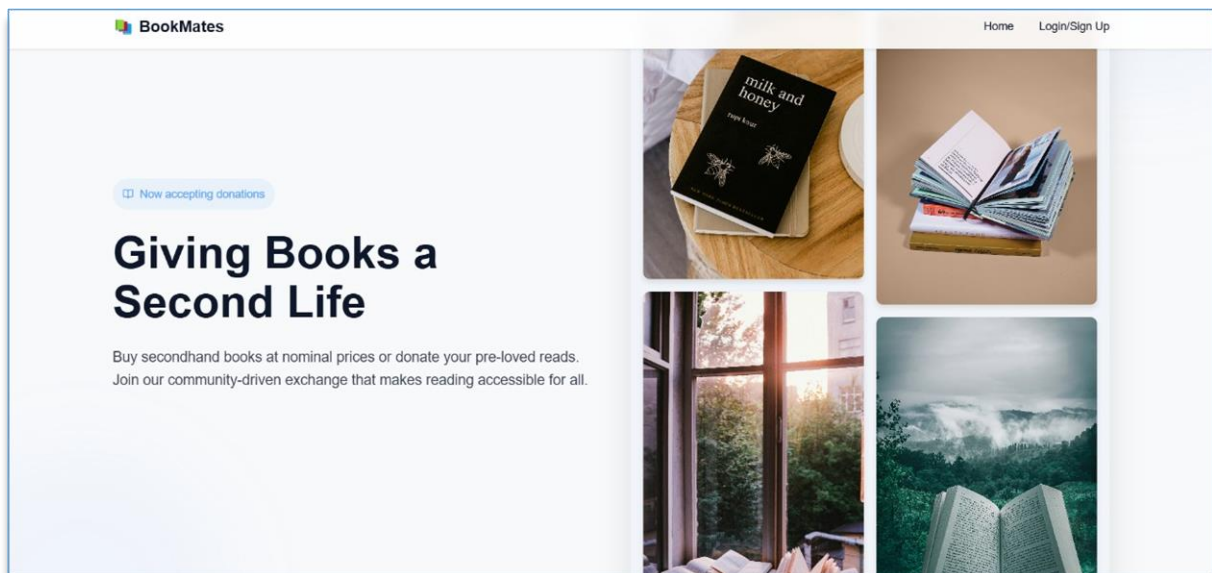 BookMates
Home
Login/Sign Up
Now accepting donations
Giving Books a
Second Life
Buy secondhand books at nominal prices or donate your pre-loved reads.
Join our community-driven exchange that makes reading accessible for all.
milk and
honey
rupi kaur